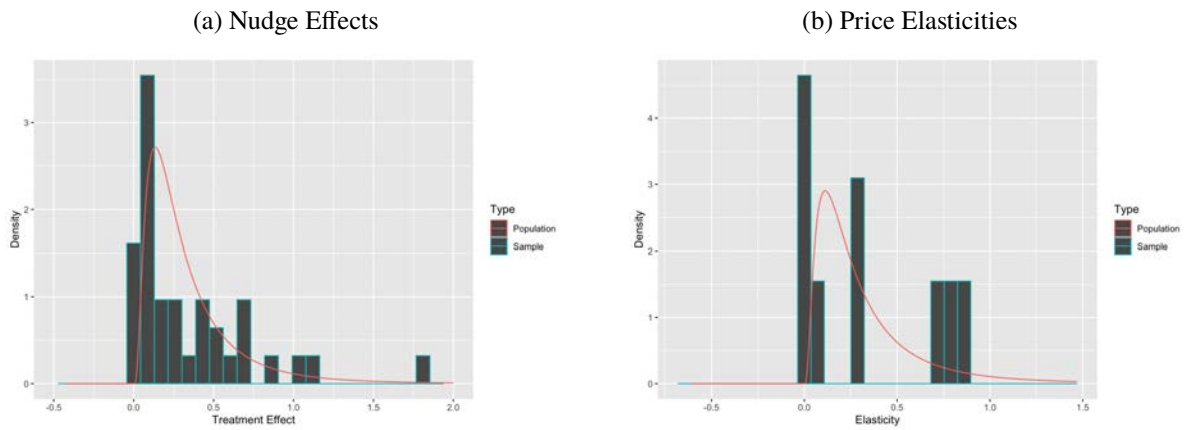 (a) Nudge Effects
3
2
1
0
-0.5 0.0 0.5 1.0 1.5 2.0
Treatment Effect
Density
Type
Population
Sample
(b) Price Elasticities
4
3
2
1
0
-0.5 0.0 0.5 1.0 1.5
Elasticity
Density
Type
Population
Sample